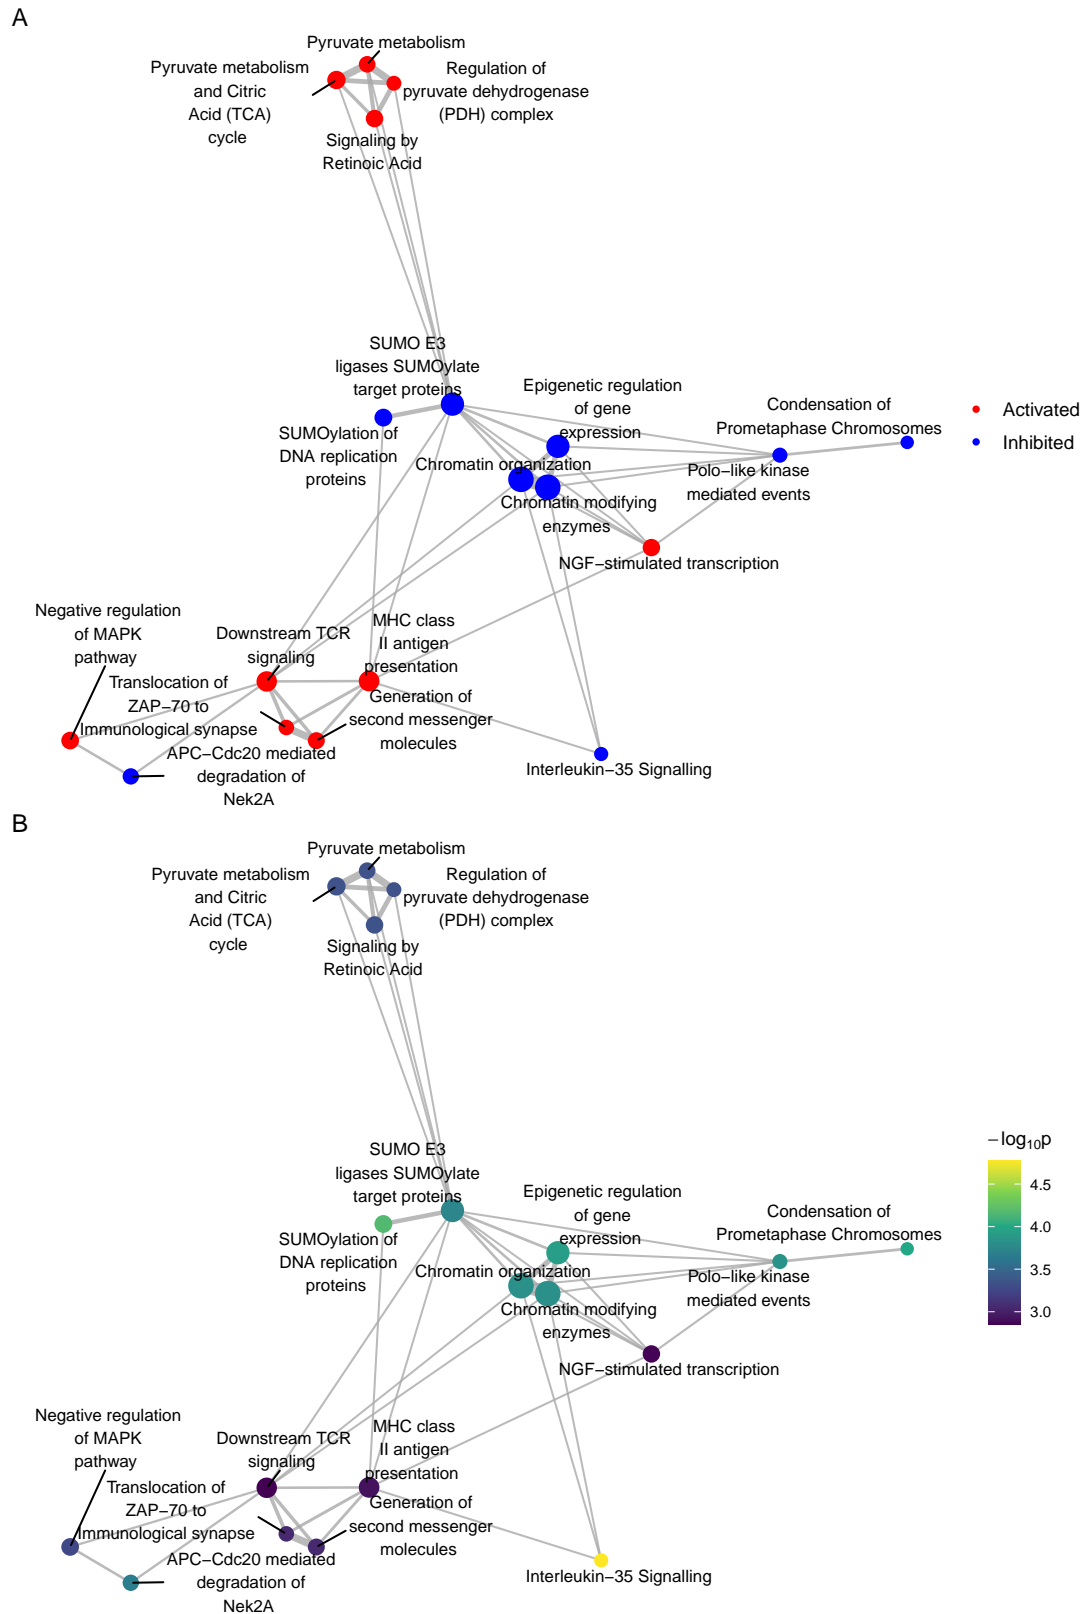 A
Pyruvate metabolism
Pyruvate metabolism
and Citric
Acid (TCA)
cycle
Regulation of
pyruvate dehydrogenase
(PDH) complex
Signaling by
Retinoic Acid
SUMO E3
ligases SUMOylate
target proteins
Epigenetic regulation
of gene
expression
Condensation of
Prometaphase Chromosomes
Activated
Inhibited
SUMOylation of
DNA replication
proteins
Chromatin organization
Polo−like kinase
mediated events
Chromatin modifying
enzymes
NGF−stimulated transcription
Negative regulation
of MAPK
pathway
Downstream TCR
signaling
MHC class
II antigen
presentation
Translocation of
ZAP−70 to
Immunological synapse
Generation of
second messenger
molecules
APC−Cdc20 mediated
degradation of
Nek2A
Interleukin−35 Signalling
B
Pyruvate metabolism
Pyruvate metabolism
and Citric
Acid (TCA)
cycle
Regulation of
pyruvate dehydrogenase
(PDH) complex
Signaling by
Retinoic Acid
SUMO E3
ligases SUMOylate
target proteins
Epigenetic regulation
of gene
expression
Condensation of
Prometaphase Chromosomes
−log₁₀p
4.5
4.0
3.5
3.0
SUMOylation of
DNA replication
proteins
Chromatin organization
Polo−like kinase
mediated events
Chromatin modifying
enzymes
NGF−stimulated transcription
Negative regulation
of MAPK
pathway
Downstream TCR
signaling
MHC class
II antigen
presentation
Translocation of
ZAP−70 to
Immunological synapse
Generation of
second messenger
molecules
APC−Cdc20 mediated
degradation of
Nek2A
Interleukin−35 Signalling